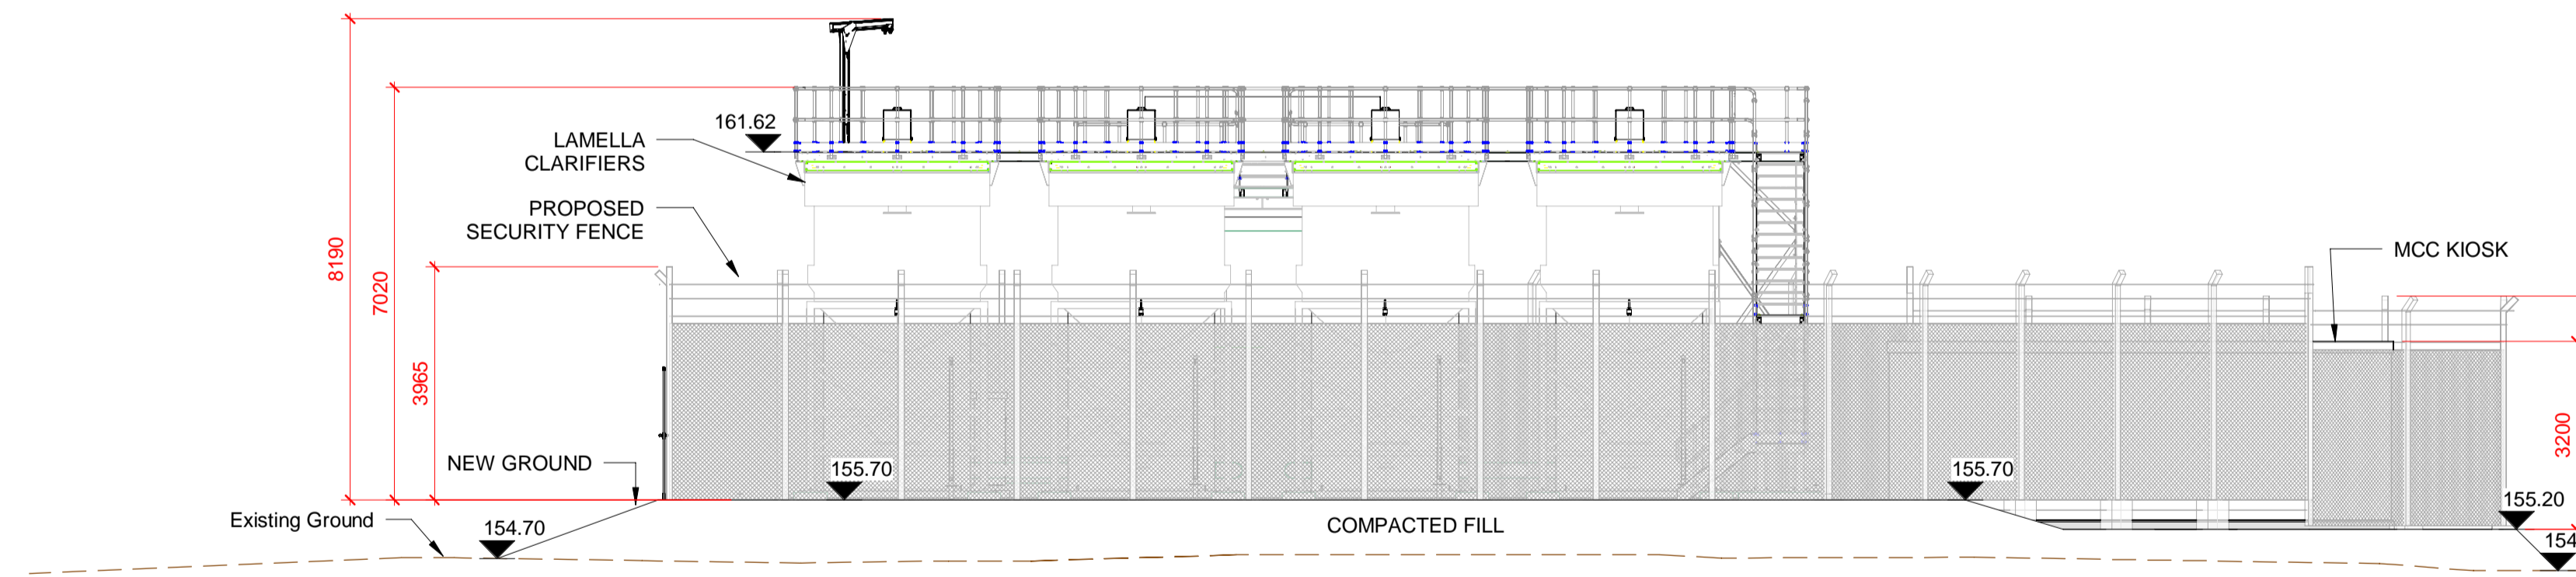 161.62
LAMELLA
CLARIFIERS
PROPOSED
SECURITY FENCE
8190
7020
3965
MCC KIOSK
NEW GROUND
155.70
155.70
3200
155.20
Existing Ground
154.70
COMPACTED FILL
154